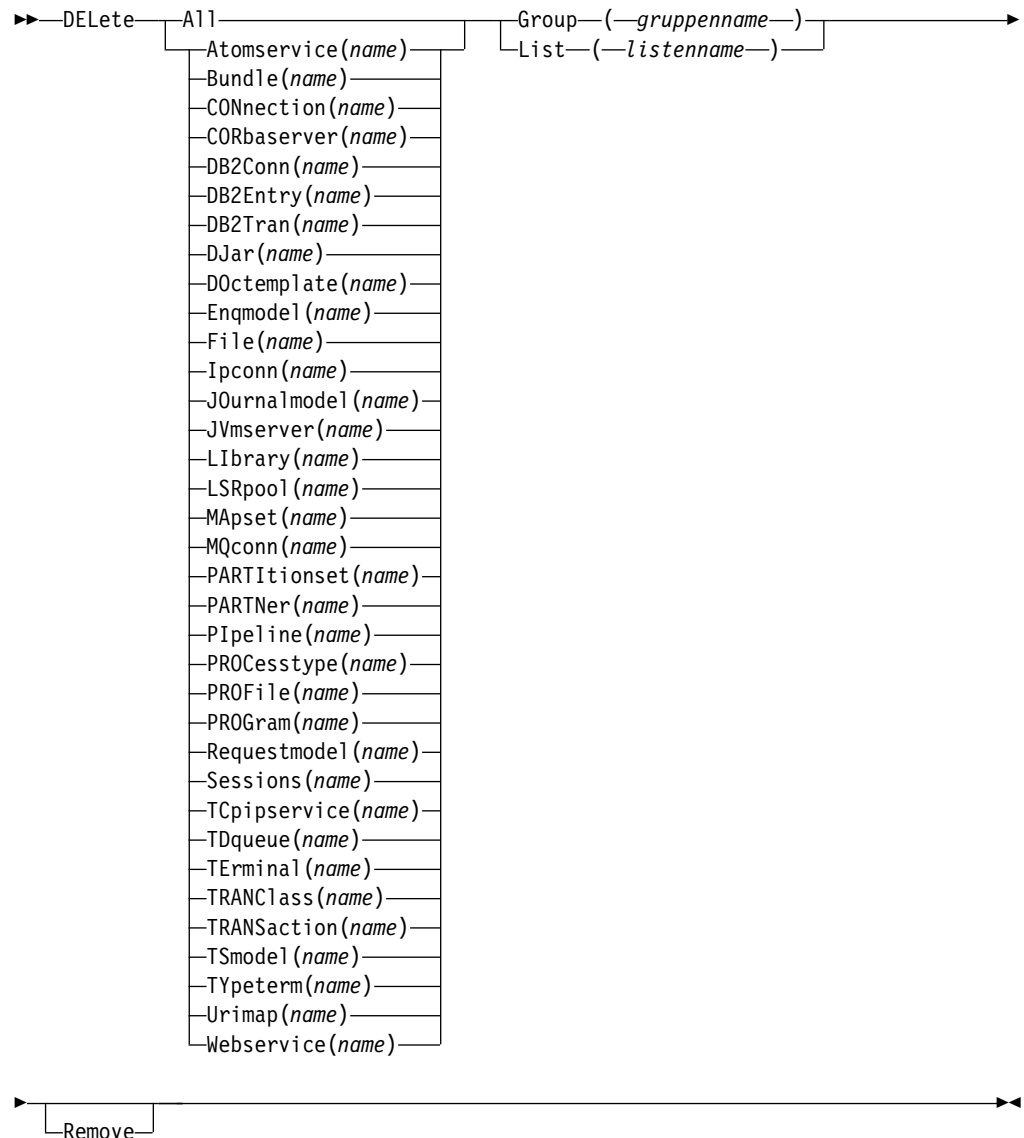 DELete All Group ( gruppenname )
Atomservice(name) List ( listenname )
Bundle(name)
CONnection(name)
CORbaserver(name)
DB2Conn(name)
DB2Entry(name)
DB2Tran(name)
DJar(name)
DOctemplate(name)
Enqmodel(name)
File(name)
Ipconn(name)
JOurnalmodel(name)
JVmserver(name)
LIbrary(name)
LSRpool(name)
MApset(name)
MQconn(name)
PARTItionset(name)
PARTNer(name)
PIpeline(name)
PROCesstype(name)
PROFile(name)
PROGram(name)
Requestmodel(name)
Sessions(name)
TCpipservice(name)
TDqueue(name)
TErminal(name)
TRANClass(name)
TRANSaction(name)
TSmodel(name)
TYpeterm(name)
Urimap(name)
Webservice(name)
Remove